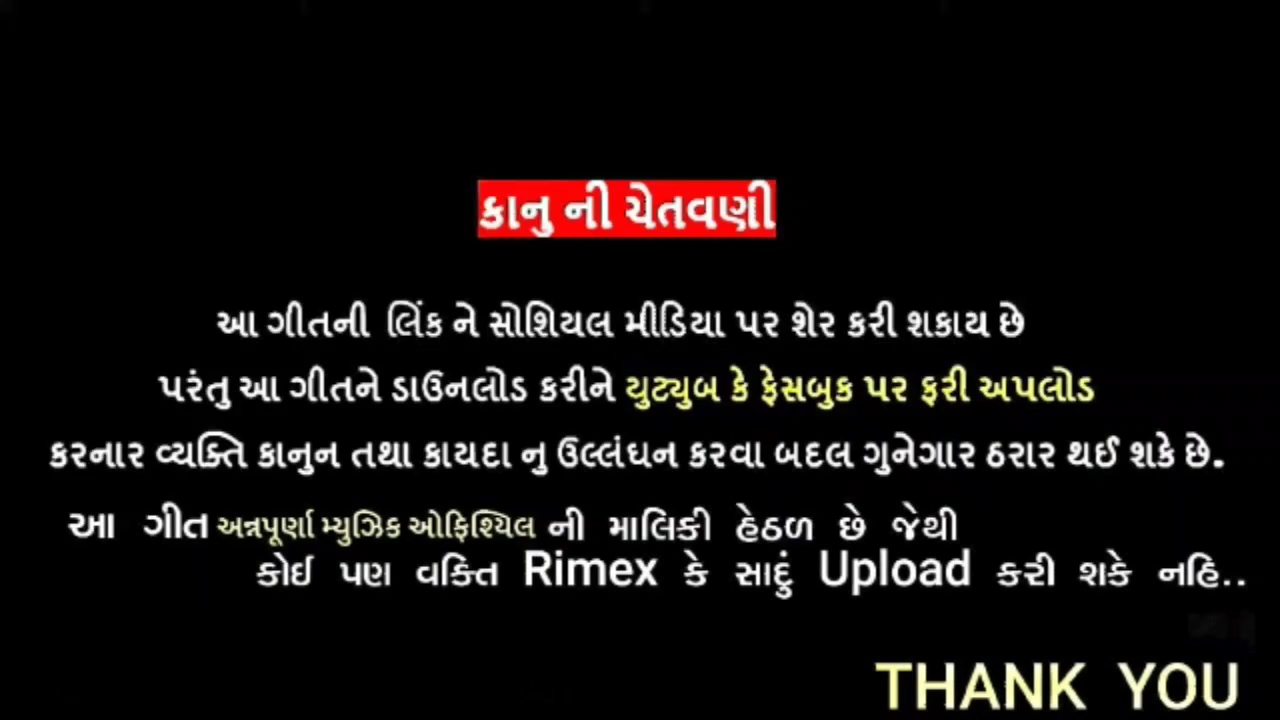 કાનુ ની ચેતવણી
આ ગીતની લિંક ને સોશિયલ મીડિયા પર શેર કરી શકાય છે
પરંતુ આ ગીતને ડાઉનલોડ કરીને યુટ્યુબ કે ફેસબુક પર ફરી અપલોડ
કરનાર વ્યક્તિ કાનુન તથા કાયદા નુ ઉલ્લંઘન કરવા બદલ ગુનેગાર ઠરાર થઈ શકે છે.
આ ગીત અન્નપૂર્ણા મ્યુઝિક ઓફિશ્યિલ ની માલિકી હેઠળ છે જેથી
કોઈ પણ વકિત Rimex કે સાદું Upload કરી શકે નહિ..
THANK YOU